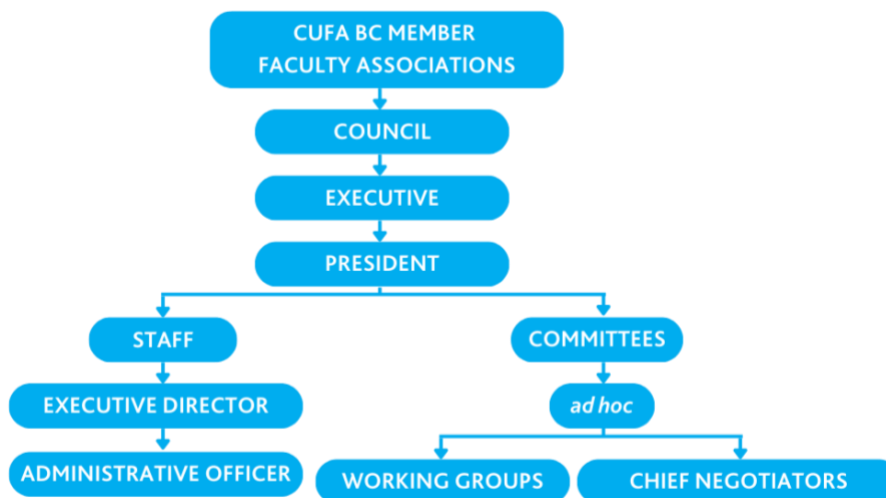 CUFA BC MEMBER
FACULTY ASSOCIATIONS
COUNCIL
EXECUTIVE
PRESIDENT
STAFF
COMMITTEES
EXECUTIVE DIRECTOR
ad hoc
ADMINISTRATIVE OFFICER
WORKING GROUPS
CHIEF NEGOTIATORS